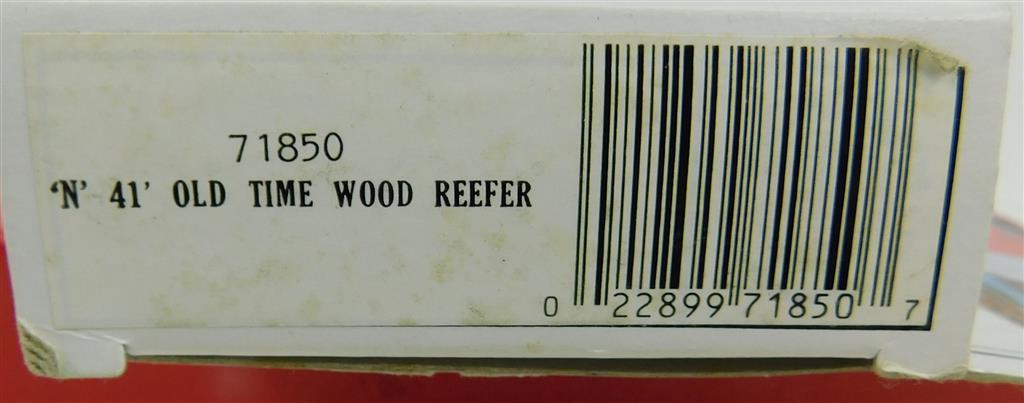 71850
'N' 41' OLD TIME WOOD REEFER
0 22899 71850 7